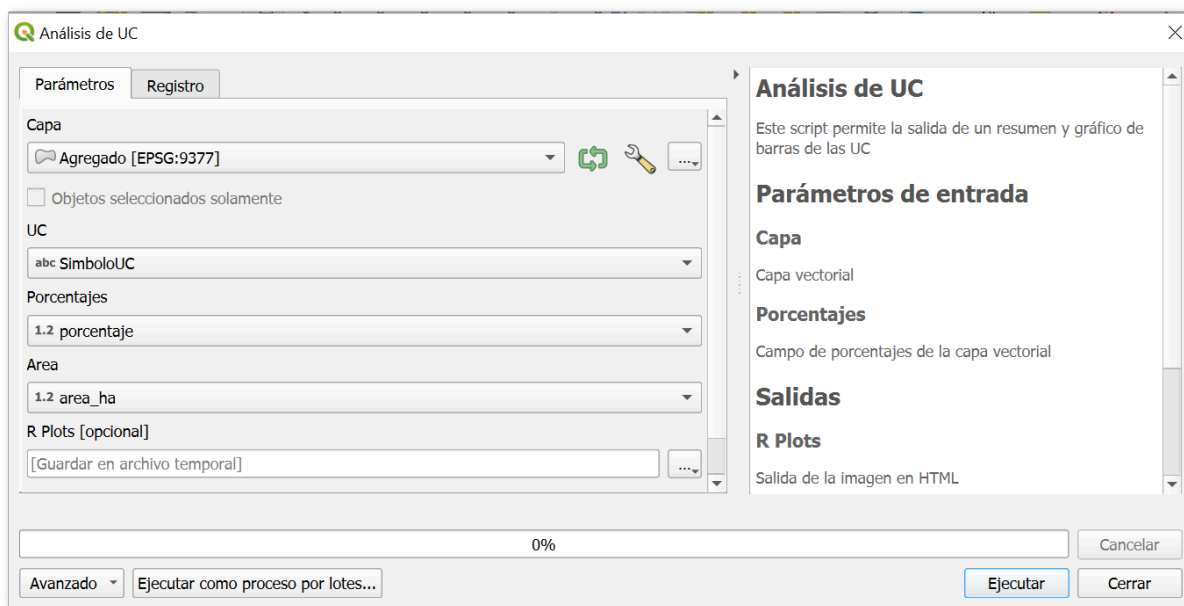 Análisis de UC
Parámetros
Registro
Capa
Agregado [EPSG:9377]
...
Objetos seleccionados solamente
UC
abc SimboloUC
Porcentajes
1.2 porcentaje
Area
1.2 area_ha
R Plots [opcional]
[Guardar en archivo temporal]
...
Análisis de UC
Este script permite la salida de un resumen y gráfico de
barras de las UC
Parámetros de entrada
Capa
Capa vectorial
Porcentajes
Campo de porcentajes de la capa vectorial
Salidas
R Plots
Salida de la imagen en HTML
0%
Cancelar
Avanzado
Ejecutar como proceso por lotes...
Ejecutar
Cerrar